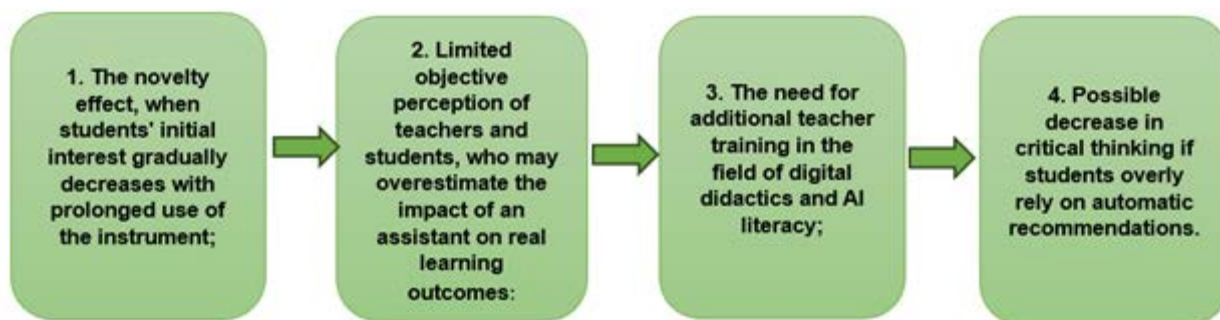 1. The novelty
effect, when
students' initial
interest gradually
decreases with
prolonged use of
the instrument;
2. Limited
objective
perception of
teachers and
students, who may
overestimate the
impact of an
assistant on real
learning
outcomes:
3. The need for
additional teacher
training in the
field of digital
didactics and AI
literacy;
4. Possible
decrease in
critical thinking if
students overly
rely on automatic
recommendations.